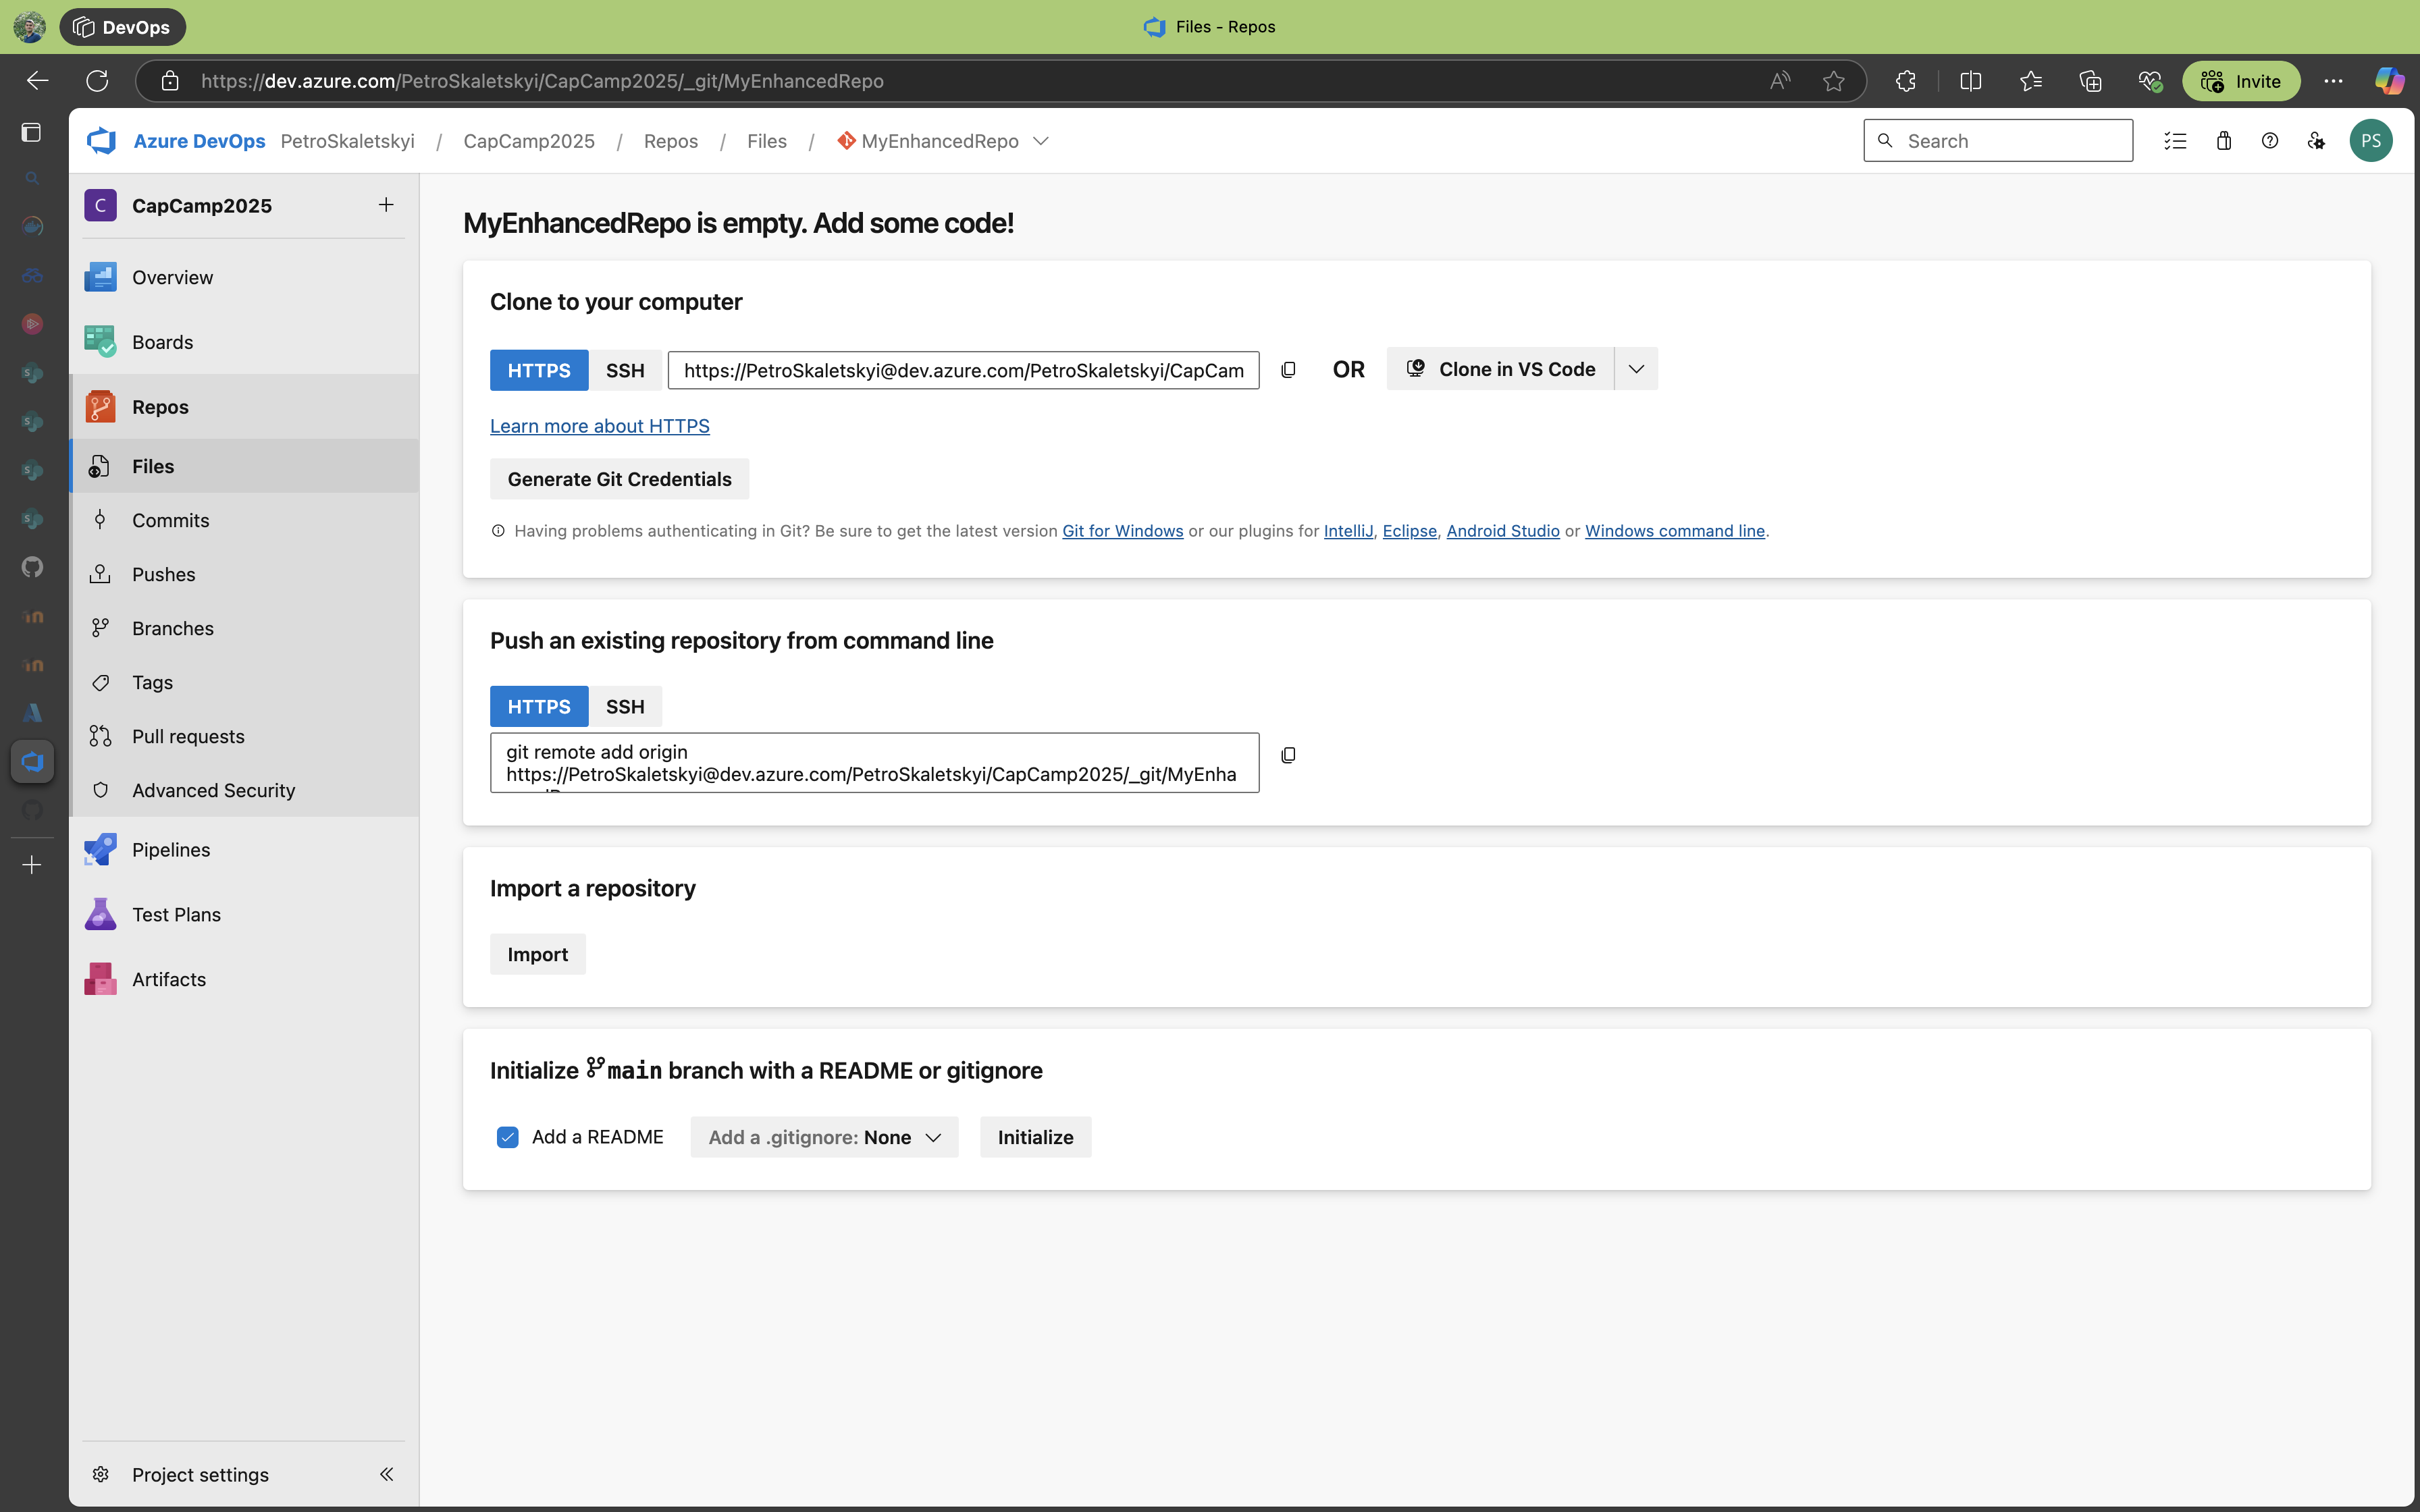 DevOps
Files - Repos
https://dev.azure.com/PetroSkaletskyi/CapCamp2025/_git/MyEnhancedRepo
Invite
Azure DevOps PetroSkaletskyi / CapCamp2025 / Repos / Files / MyEnhancedRepo
Search
PS
C CapCamp2025
Overview
Boards
Repos
Files
Commits
Pushes
Branches
Tags
Pull requests
Advanced Security
Pipelines
Test Plans
Artifacts
Project settings
MyEnhancedRepo is empty. Add some code!
Clone to your computer
HTTPS SSH https://PetroSkaletskyi@dev.azure.com/PetroSkaletskyi/CapCam OR Clone in VS Code
Learn more about HTTPS
Generate Git Credentials
Having problems authenticating in Git? Be sure to get the latest version Git for Windows or our plugins for IntelliJ, Eclipse, Android Studio or Windows command line.
Push an existing repository from command line
HTTPS SSH
git remote add origin
https://PetroSkaletskyi@dev.azure.com/PetroSkaletskyi/CapCamp2025/_git/MyEnha
Import a repository
Import
Initialize main branch with a README or gitignore
Add a README Add a .gitignore: None Initialize